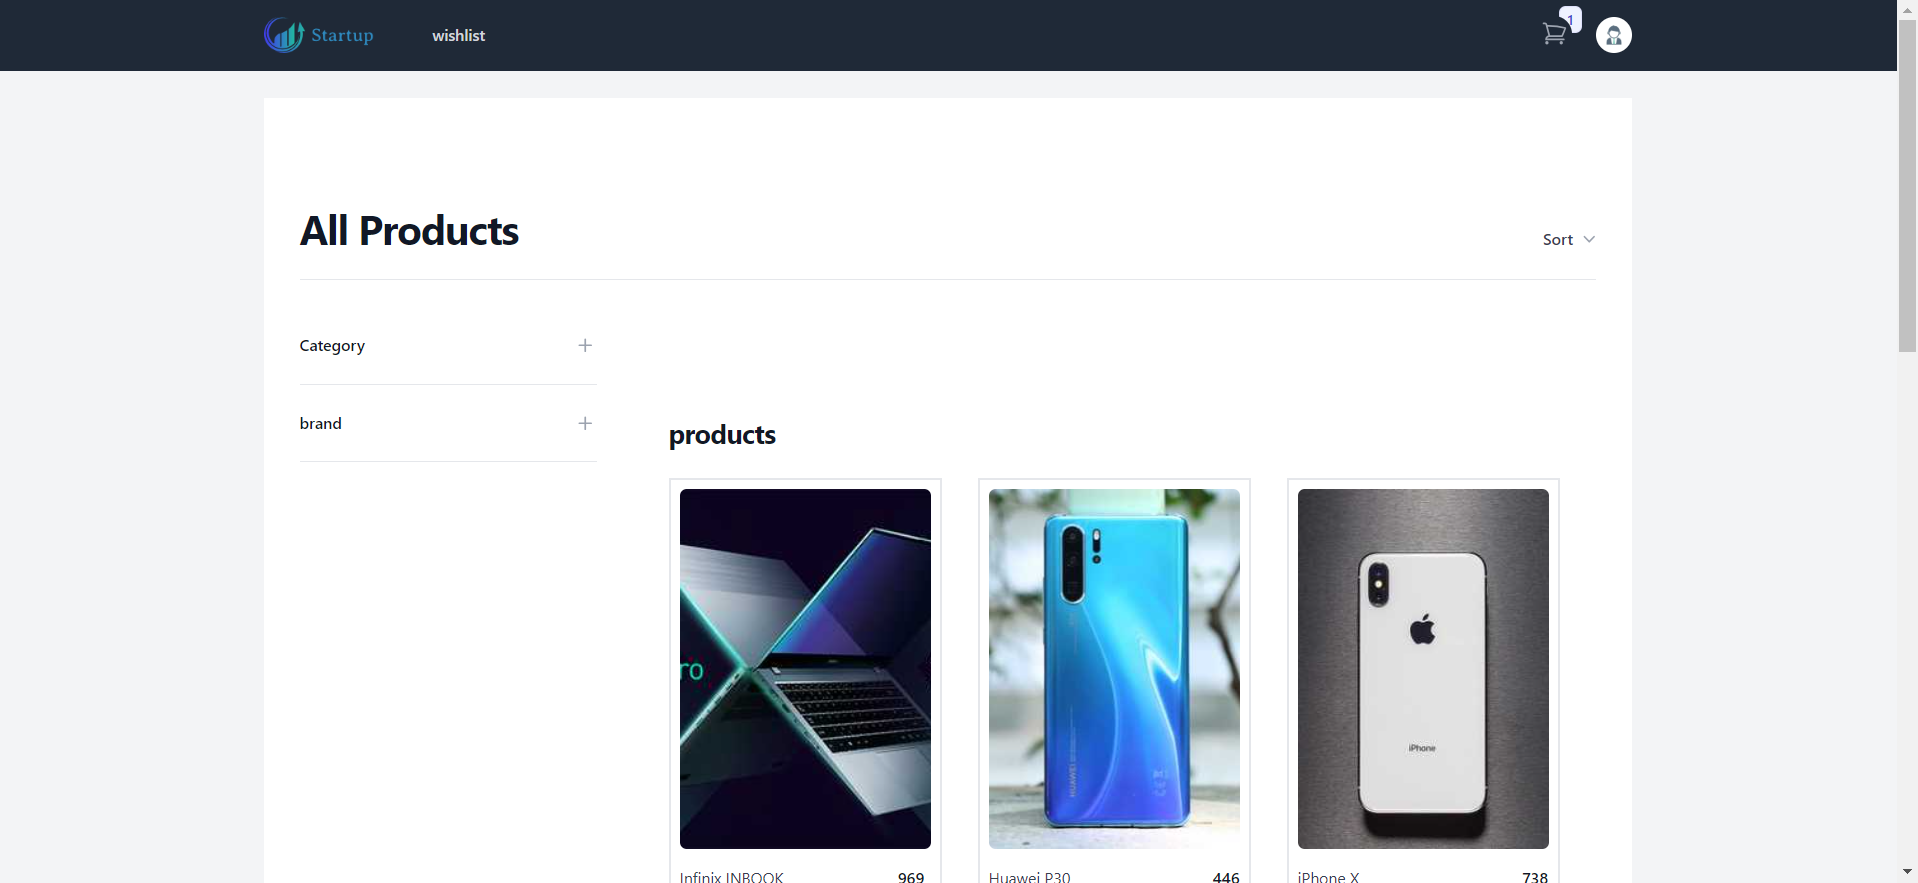 Startup
wishlist
1
All Products
Sort
Category
brand
products
ro
HUAWEI
iPhone
Infinix INBOOK
969
Huawei P30
446
iPhone X
738